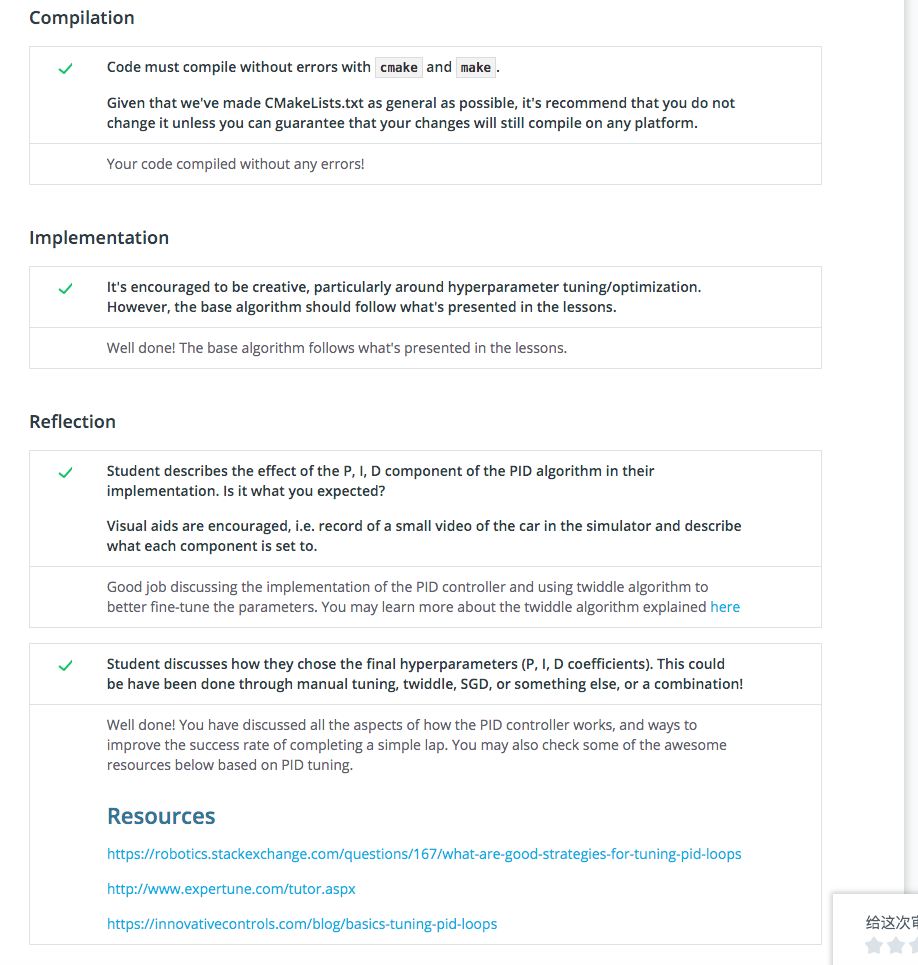 Compilation
Code must compile without errors with cmake and make.
Given that we've made CMakeLists.txt as general as possible, it's recommend that you do not
change it unless you can guarantee that your changes will still compile on any platform.
Your code compiled without any errors!
Implementation
It's encouraged to be creative, particularly around hyperparameter tuning/optimization.
However, the base algorithm should follow what's presented in the lessons.
Well done! The base algorithm follows what's presented in the lessons.
Reflection
Student describes the effect of the P, I, D component of the PID algorithm in their
implementation. Is it what you expected?
Visual aids are encouraged, i.e. record of a small video of the car in the simulator and describe
what each component is set to.
Good job discussing the implementation of the PID controller and using twiddle algorithm to
better fine-tune the parameters. You may learn more about the twiddle algorithm explained here
Student discusses how they chose the final hyperparameters (P, I, D coefficients). This could
be have been done through manual tuning, twiddle, SGD, or something else, or a combination!
Well done! You have discussed all the aspects of how the PID controller works, and ways to
improve the success rate of completing a simple lap. You may also check some of the awesome
resources below based on PID tuning.
Resources
https://robotics.stackexchange.com/questions/167/what-are-good-strategies-for-tuning-pid-loops
http://www.expertune.com/tutor.aspx
https://innovativecontrols.com/blog/basics-tuning-pid-loops
给这次